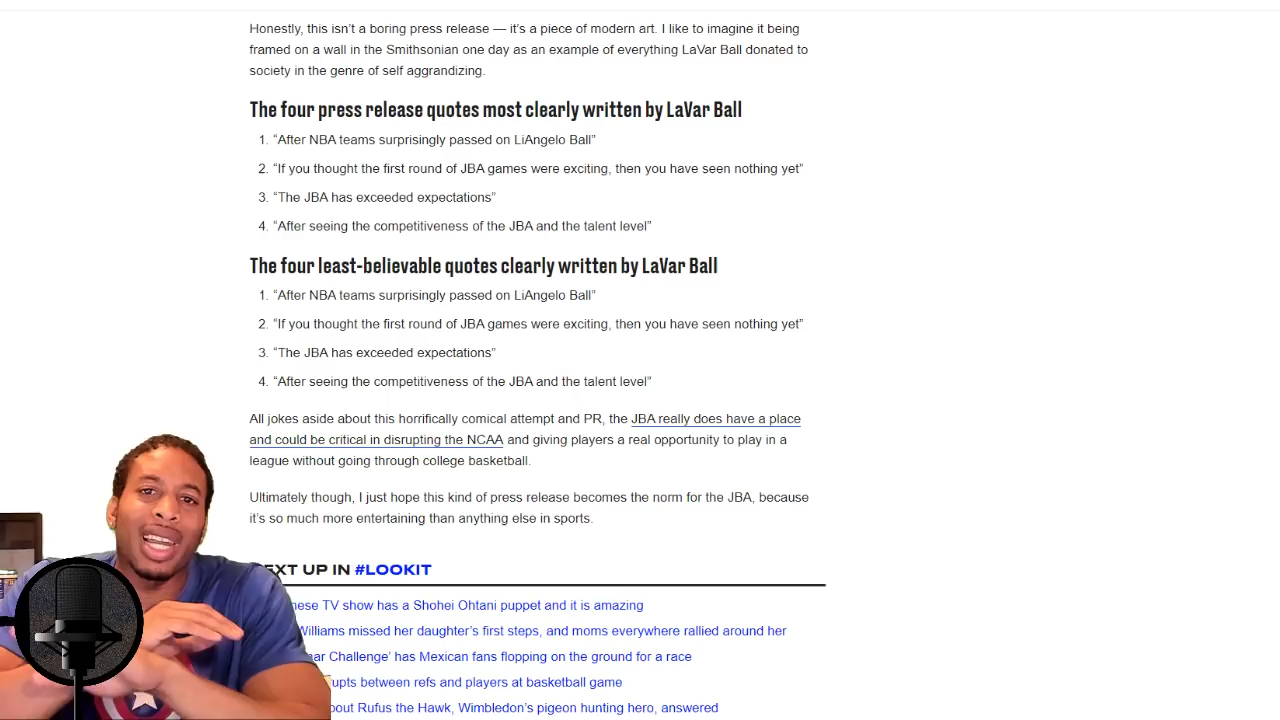 Honestly, this isn’t a boring press release — it’s a piece of modern art. I like to imagine it being
framed on a wall in the Smithsonian one day as an example of everything LaVar Ball donated to
society in the genre of self aggrandizing.
The four press release quotes most clearly written by LaVar Ball
1. “After NBA teams surprisingly passed on LiAngelo Ball”
2. “If you thought the first round of JBA games were exciting, then you have seen nothing yet”
3. “The JBA has exceeded expectations”
4. “After seeing the competitiveness of the JBA and the talent level”
The four least-believable quotes clearly written by LaVar Ball
1. “After NBA teams surprisingly passed on LiAngelo Ball”
2. “If you thought the first round of JBA games were exciting, then you have seen nothing yet”
3. “The JBA has exceeded expectations”
4. “After seeing the competitiveness of the JBA and the talent level”
All jokes aside about this horrifically comical attempt and PR, the JBA really does have a place
and could be critical in disrupting the NCAA and giving players a real opportunity to play in a
league without going through college basketball.
Ultimately though, I just hope this kind of press release becomes the norm for the JBA, because
it’s so much more entertaining than anything else in sports.
UP IN #LOOKIT
TV show has a Shohei Ohtani puppet and it is amazing
Williams missed her daughter’s first steps, and moms everywhere rallied around her
Challenge’ has Mexican fans flopping on the ground for a race
between refs and players at basketball game
Rufus the Hawk, Wimbledon’s pigeon hunting hero, answered